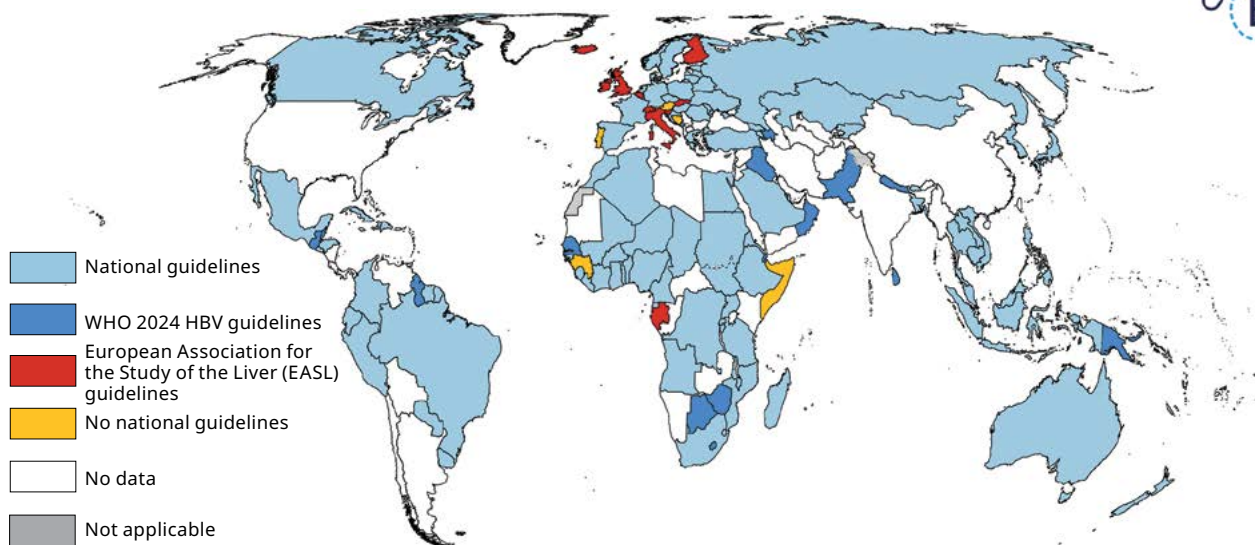 National guidelines
WHO 2024 HBV guidelines
European Association for
the Study of the Liver (EASL)
guidelines
No national guidelines
No data
Not applicable